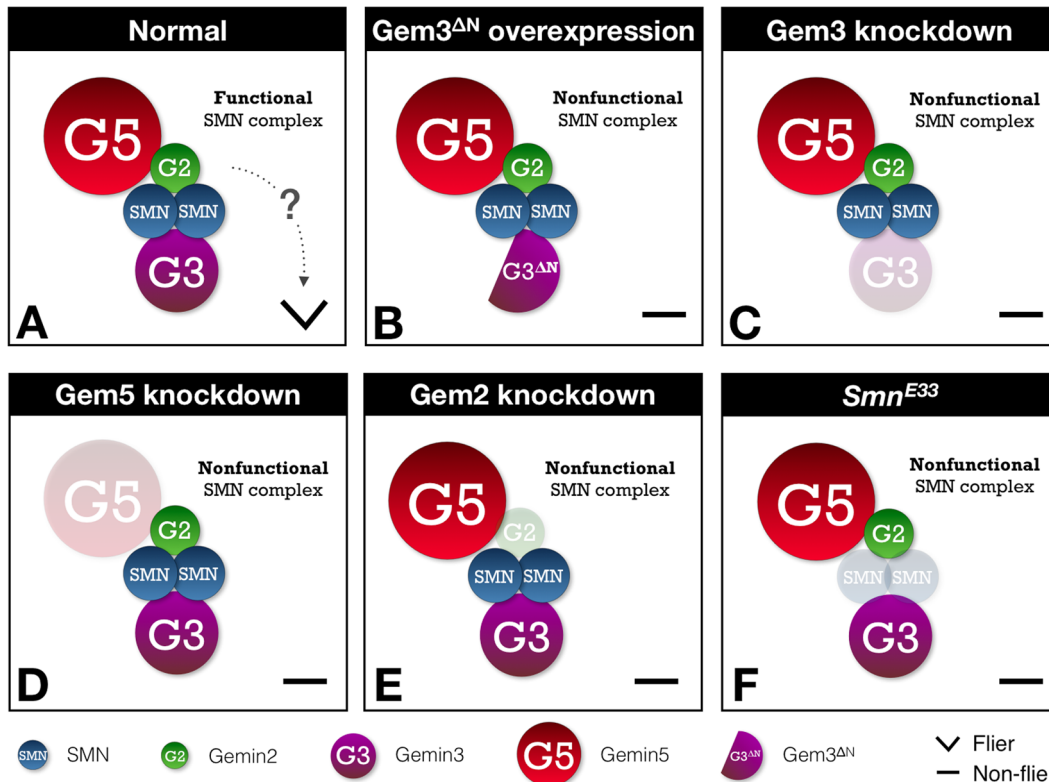 Normal
G5
Functional
SMN complex
G2
?
SMN SMN
G3
A
Gem3ΔN overexpression
G5
Nonfunctional
SMN complex
G2
SMN SMN
G3ΔN
B
Gem3 knockdown
G5
Nonfunctional
SMN complex
G2
SMN SMN
G3
C
Gem5 knockdown
G5
Nonfunctional
SMN complex
G2
SMN SMN
G3
D
Gem2 knockdown
G5
Nonfunctional
SMN complex
G2
SMN SMN
G3
E
SmnE33
G5
Nonfunctional
SMN complex
G2
SMN SMN
G3
F
SMN SMN
G2 Gemin2
G3 Gemin3
G5 Gemin5
G3ΔN Gem3ΔN
Flier
Non-flie